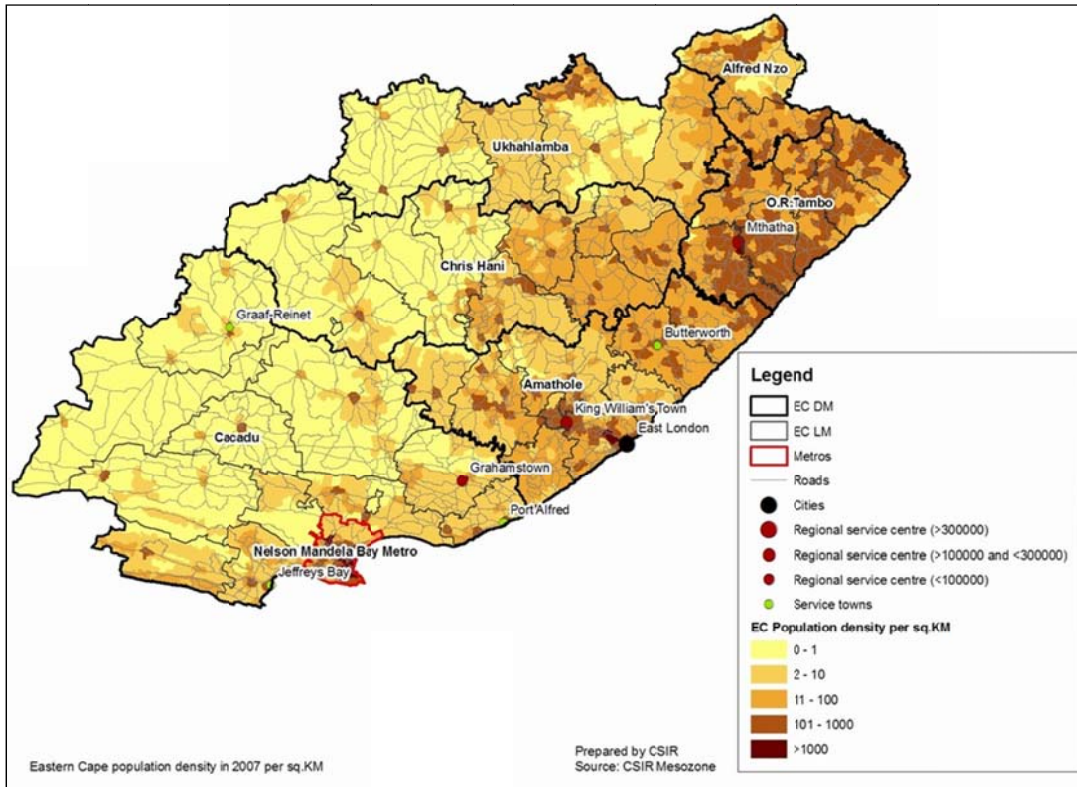 Alfred Nzo
Ukhahlamba
O.R.Tambo
Mthatha
Chris Hani
Graaf-Reinet
Butterworth
Amathole
King William's Town
East London
Cacadu
Grahamstown
Port Alfred
Nelson Mandela Bay Metro
Jeffreys Bay
Legend
EC DM
EC LM
Metros
Roads
Cities
Regional service centre (>300000)
Regional service centre (>100000 and <300000)
Regional service centre (<100000)
Service towns
EC Population density per sq.KM
0 - 1
2 - 10
11 - 100
101 - 1000
>1000
Eastern Cape population density in 2007 per sq.KM
Prepared by CSIR
Source: CSIR Mesozone